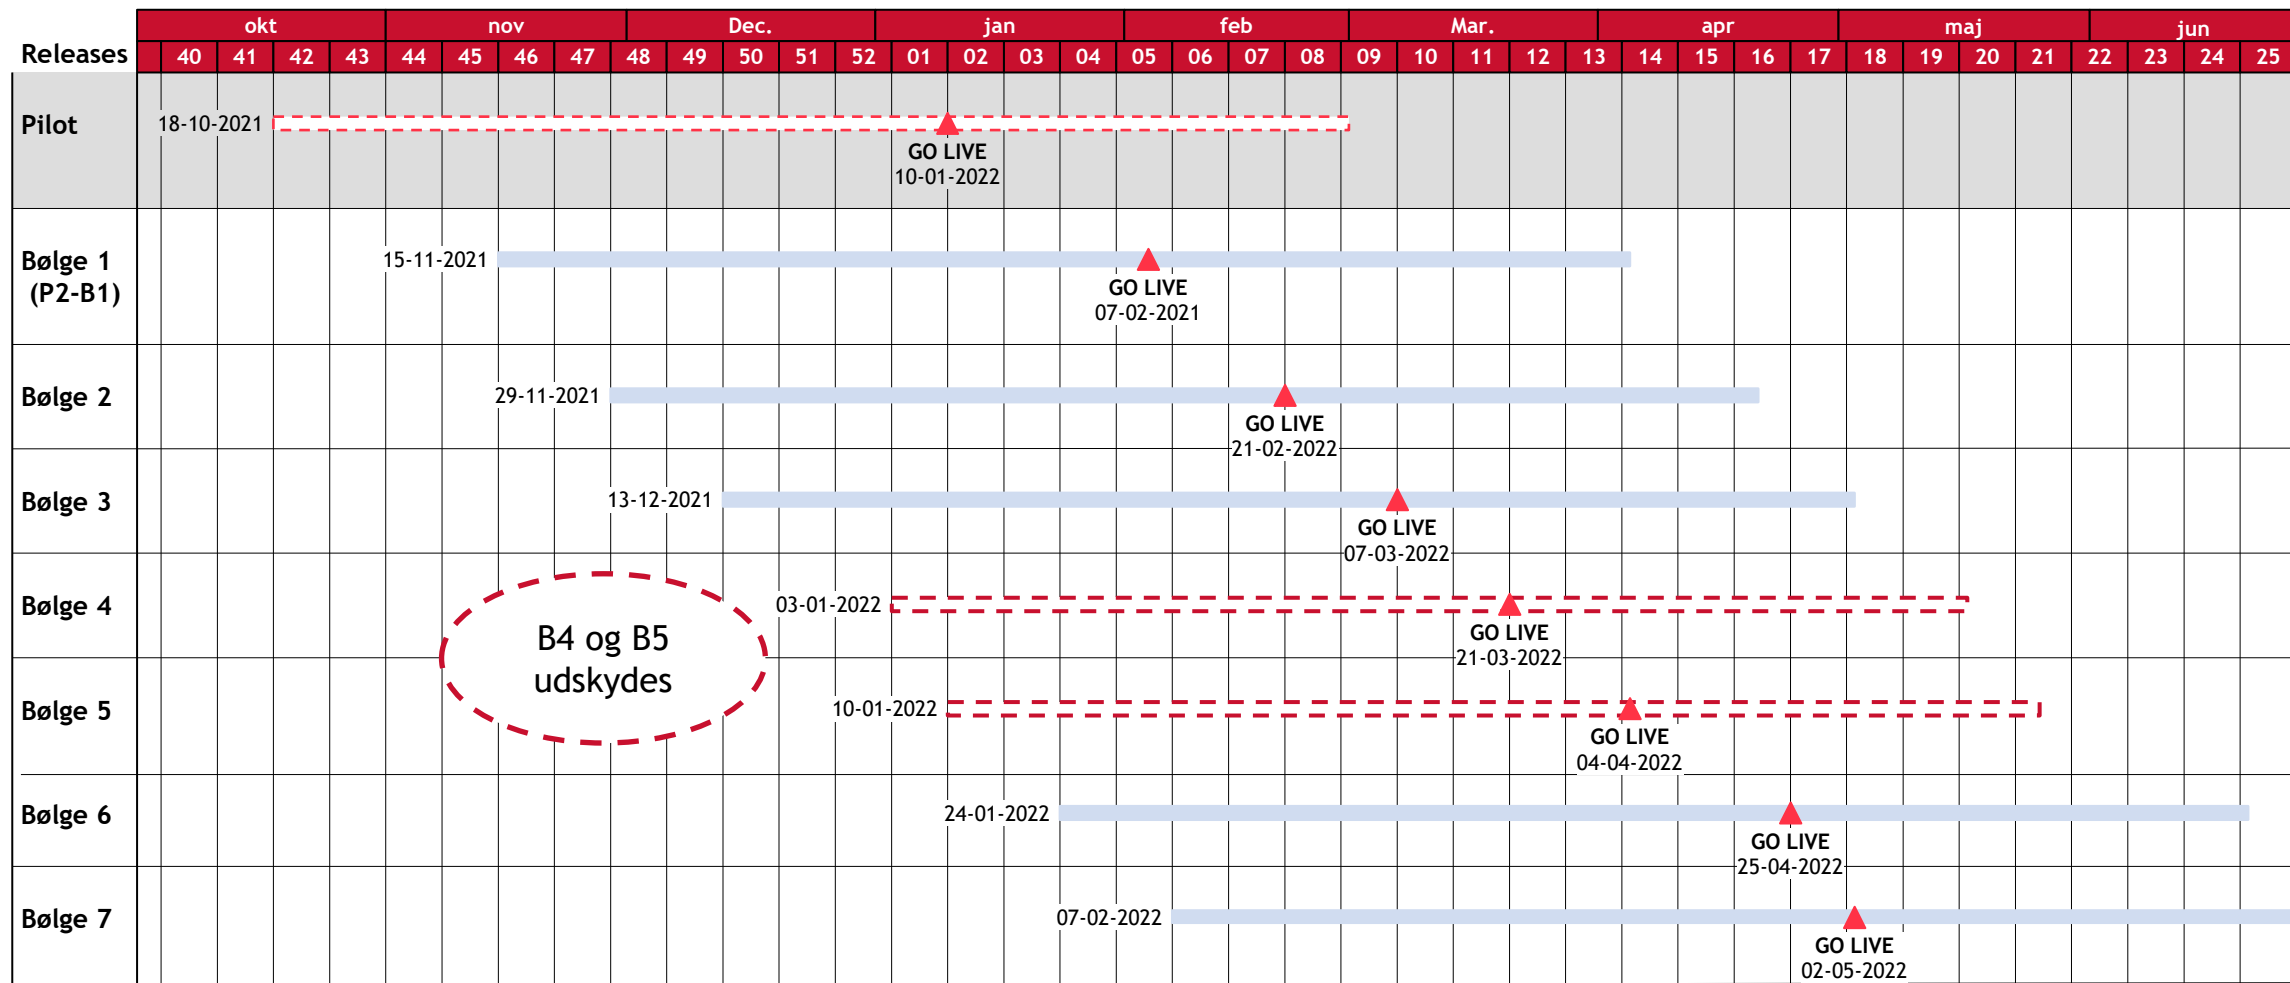 okt nov Dec. jan feb Mar. apr maj jun
Releases 40 41 42 43 44 45 46 47 48 49 50 51 52 01 02 03 04 05 06 07 08 09 10 11 12 13 14 15 16 17 18 19 20 21 22 23 24 25
Pilot 18-10-2021
GO LIVE
10-01-2022
Bølge 1 15-11-2021
(P2-B1)
GO LIVE
07-02-2021
Bølge 2 29-11-2021
GO LIVE
21-02-2022
Bølge 3 13-12-2021
GO LIVE
07-03-2022
Bølge 4 03-01-2022
GO LIVE
21-03-2022
B4 og B5
udskydes
Bølge 5 10-01-2022
GO LIVE
04-04-2022
Bølge 6 24-01-2022
GO LIVE
25-04-2022
Bølge 7 07-02-2022
GO LIVE
02-05-2022